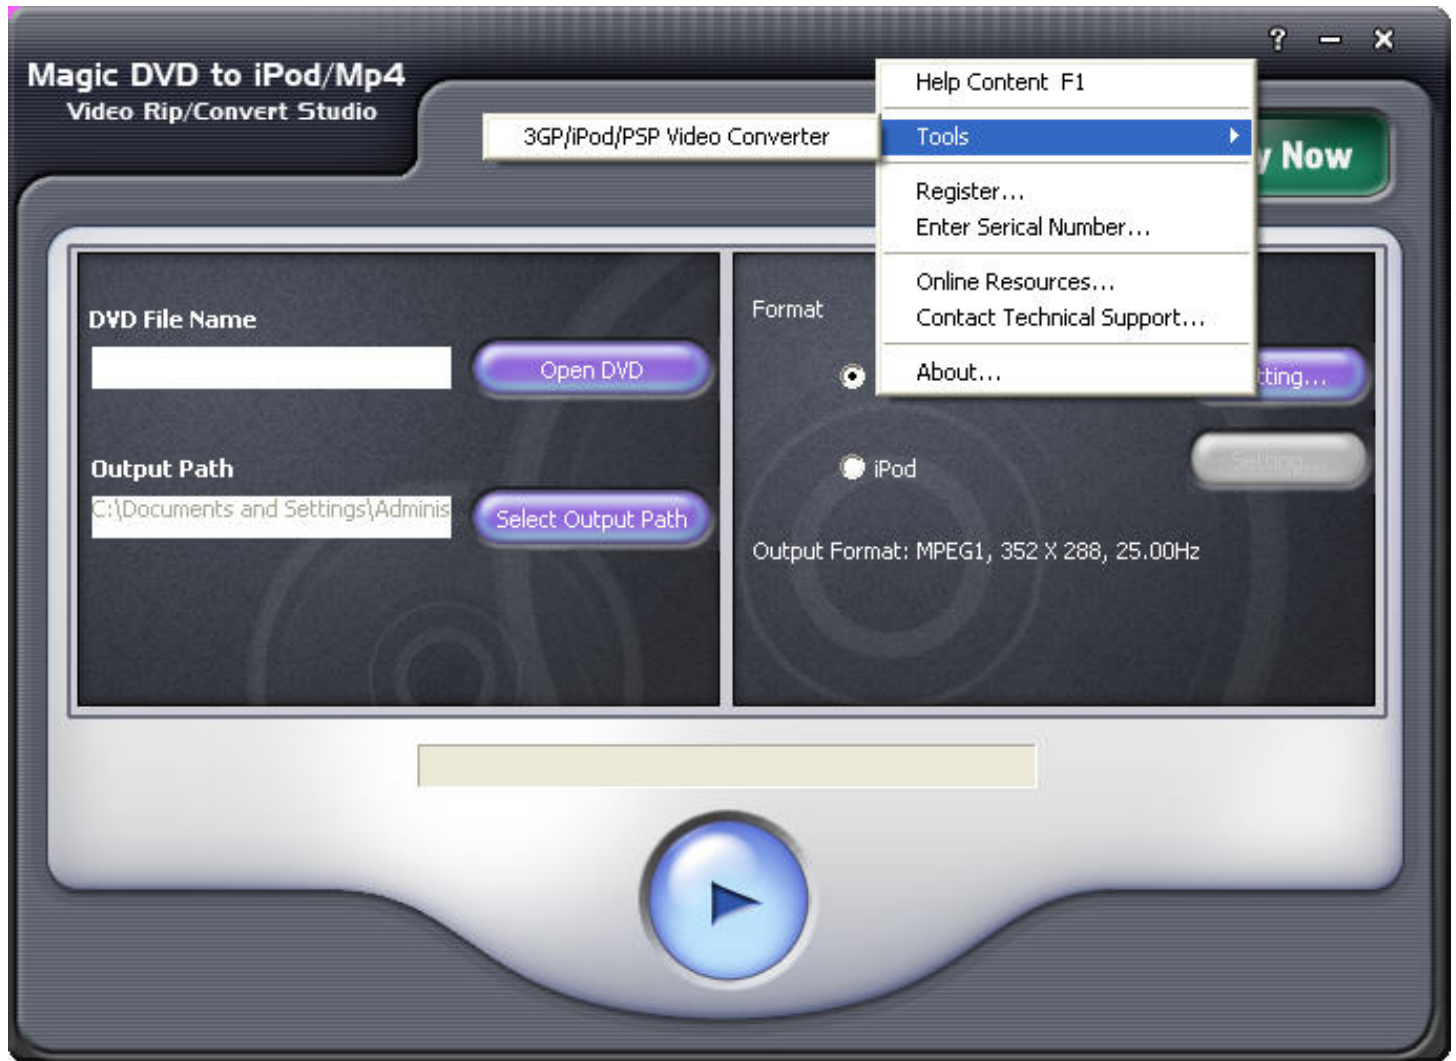 ?
Magic DVD to iPod/Mp4
Video Rip/Convert Studio
Help Content F1
3GP/iPod/PSP Video Converter
Tools
Now
Register...
Enter Serical Number...
Online Resources...
Contact Technical Support...
About...
DVD File Name
Open DVD
Output Path
C:\Documents and Settings\Adminis
Select Output Path
Format
tting...
iPod
Setting...
Output Format: MPEG1, 352 X 288, 25.00Hz